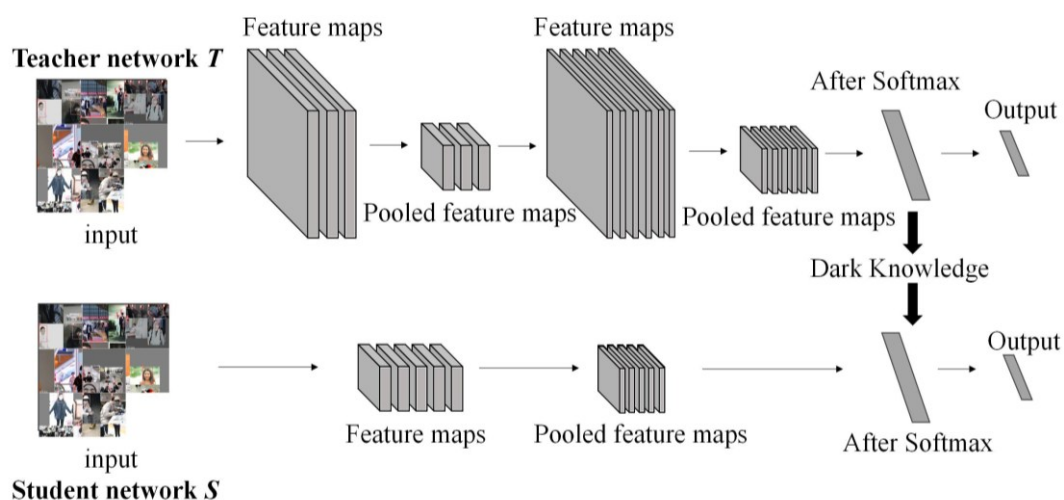 Teacher network T
input
Feature maps
Pooled feature maps
Feature maps
Pooled feature maps
After Softmax
Output
Dark Knowledge
input
Student network S
Feature maps
Pooled feature maps
After Softmax
Output